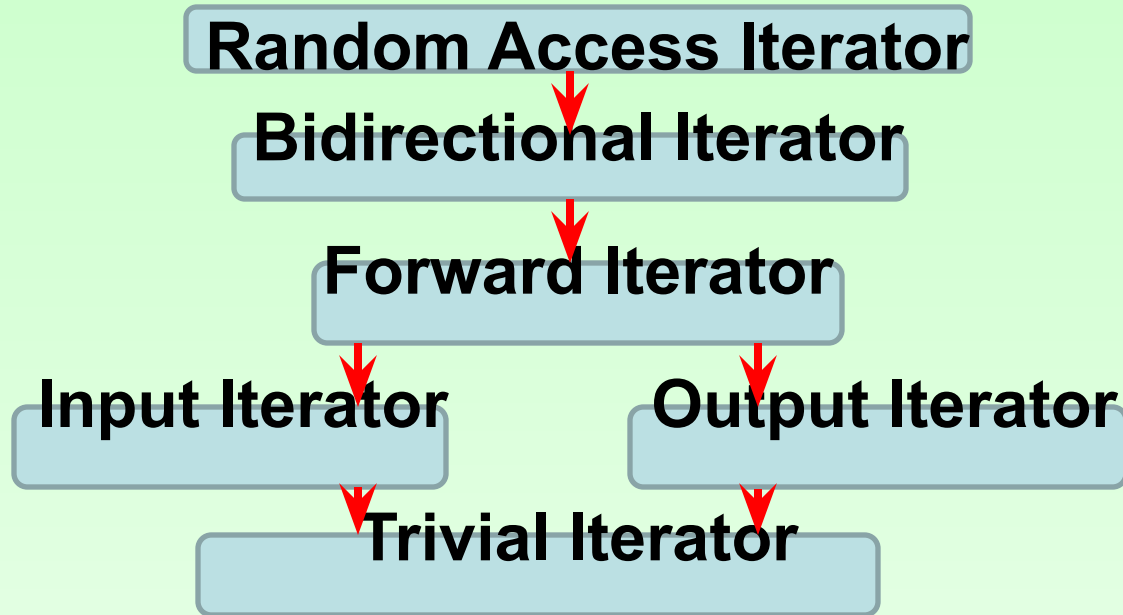 Random Access Iterator
Bidirectional Iterator
Forward Iterator
Input Iterator
Output Iterator
Trivial Iterator